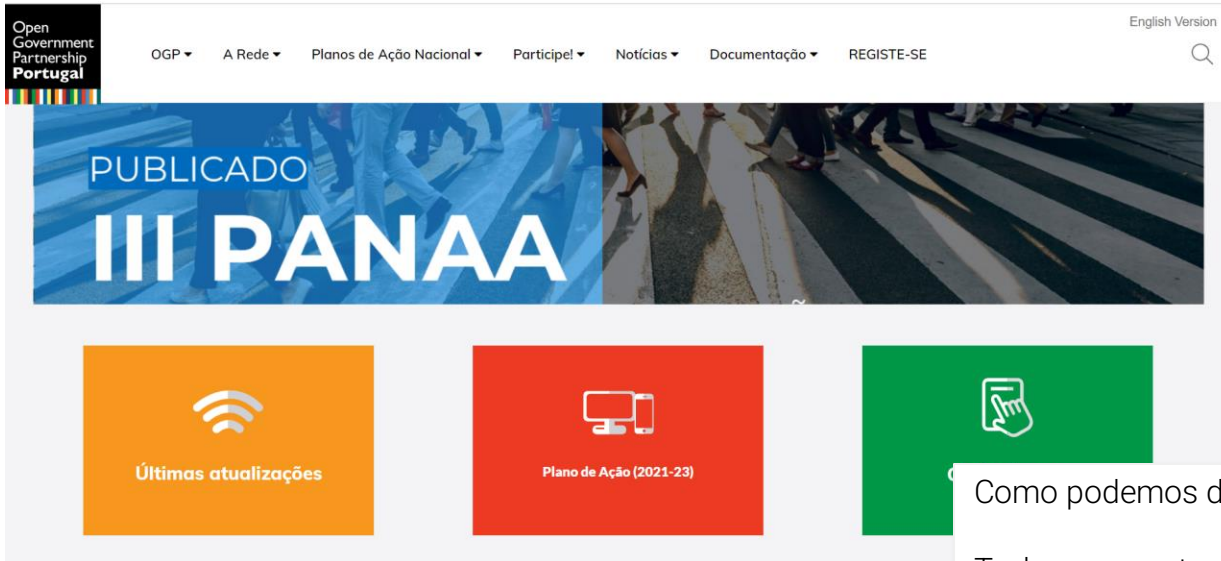 Open
Government
Partnership
Portugal
English Version
OGP
A Rede
Planos de Ação Nacional
Participe!
Notícias
Documentação
REGISTE-SE
PUBLICADO
III PANAA
Últimas atualizações
Plano de Ação (2021-23)
Como podemos